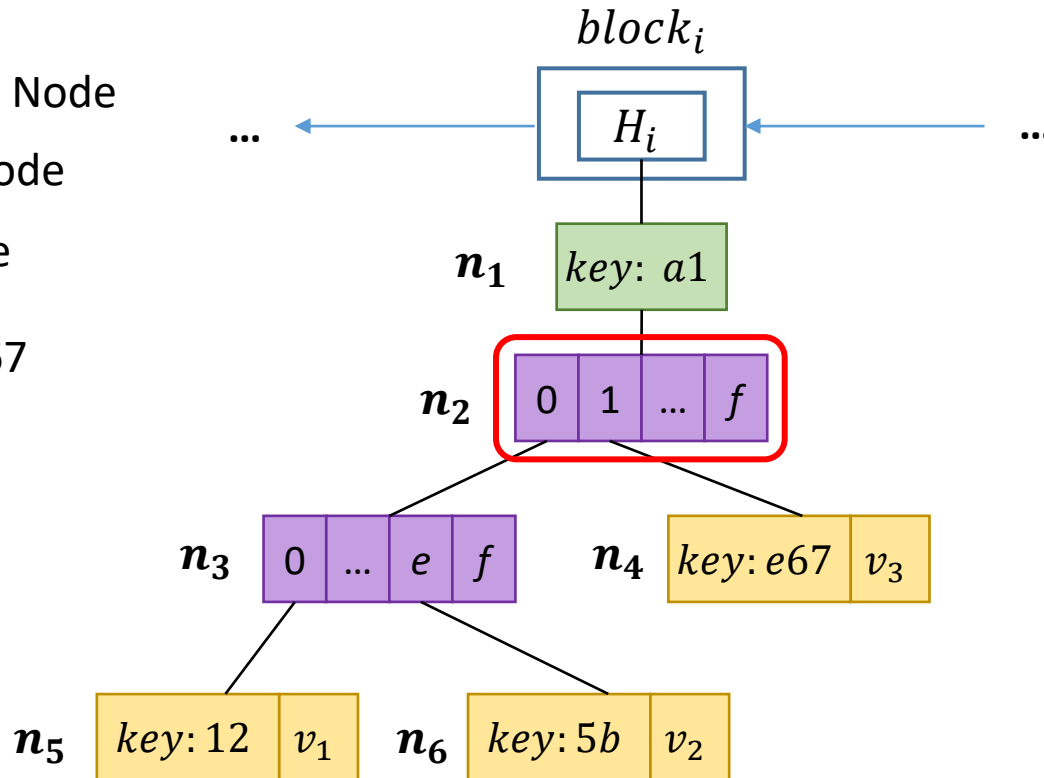 block_i
Node
...
H_i
...
ode
e
n_1
key: a1
67
n_2
0 1 ... f
n_3
0 ... e f
n_4
key: e67 v_3
n_5
key: 12 v_1
n_6
key: 5b v_2